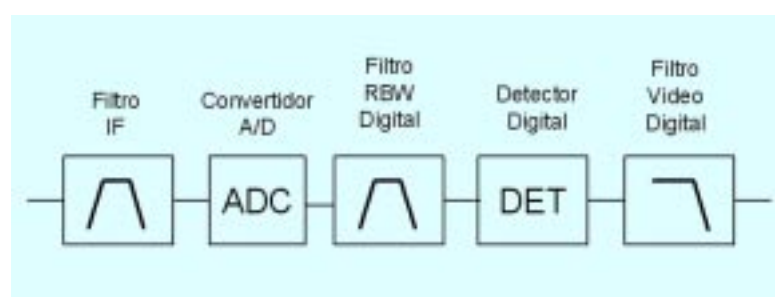 Filtro
IF
Convertidor
A/D
Filtro
RBW
Digital
Detector
Digital
Filtro
Video
Digital
ADC
DET